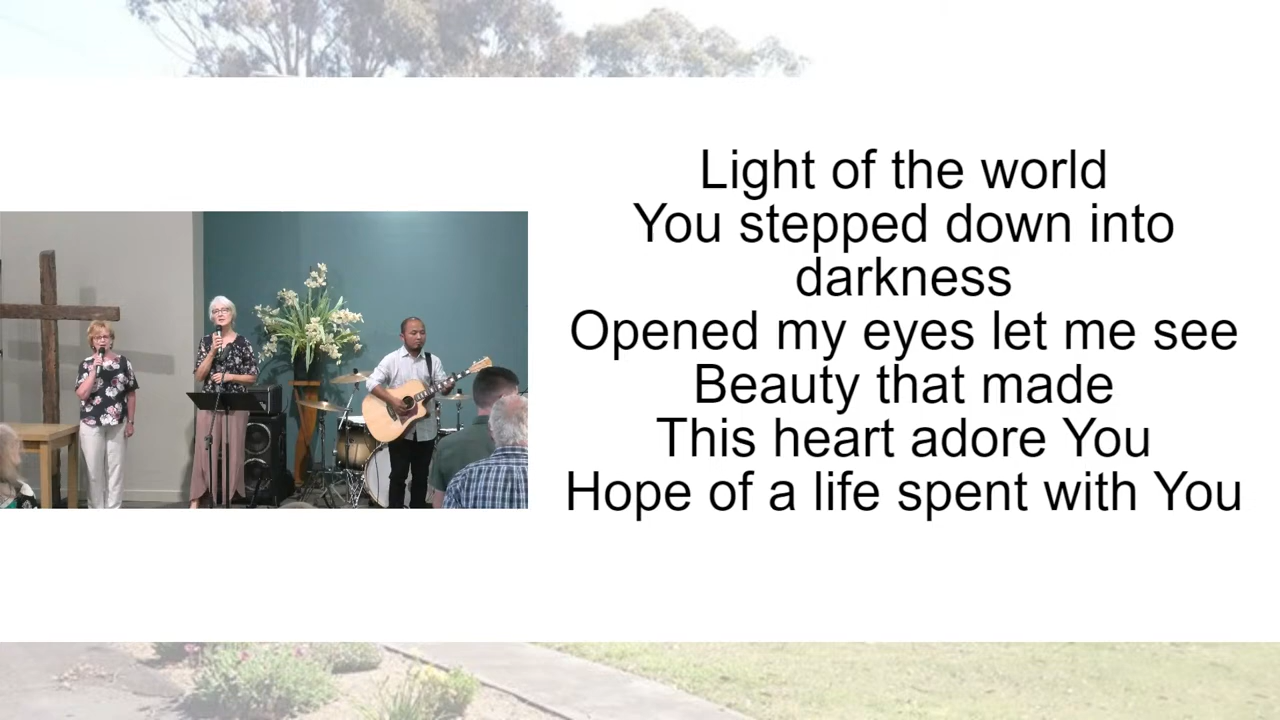 Light of the world
You stepped down into
darkness
Opened my eyes let me see
Beauty that made
This heart adore You
Hope of a life spent with You